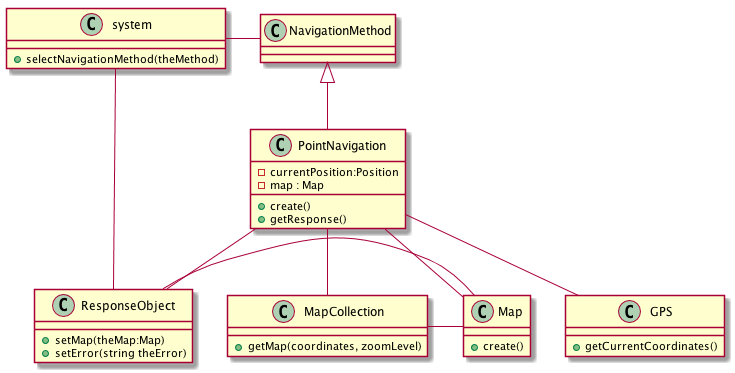 C system
selectNavigationMethod(theMethod)
C NavigationMethod
C PointNavigation
currentPosition:Position
map : Map
create()
getResponse()
C ResponseObject
setMap(theMap:Map)
setError(string theError)
C MapCollection
getMap(coordinates, zoomLevel)
C Map
create()
C GPS
getCurrentCoordinates()